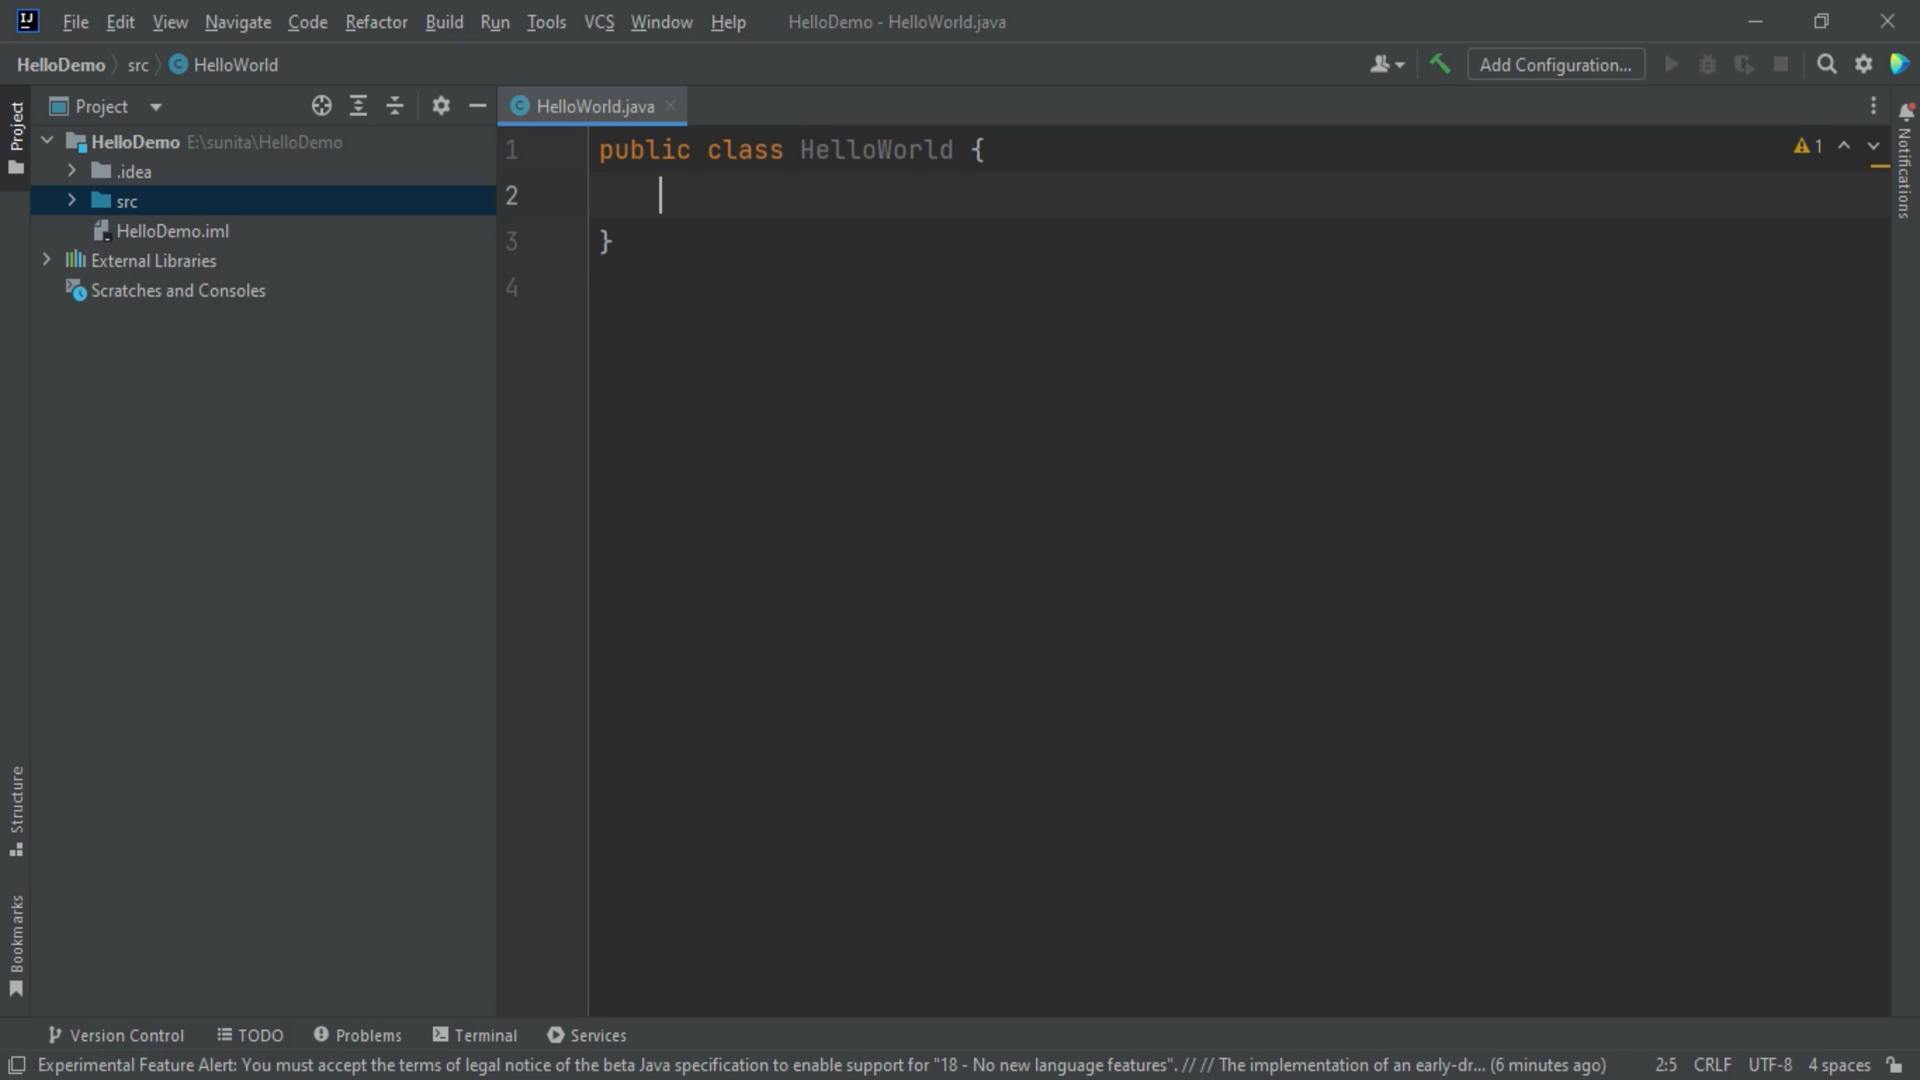 IJ File Edit View Navigate Code Refactor Build Run Tools VCS Window Help HelloDemo - HelloWorld.java
HelloDemo src C HelloWorld Add Configuration...
Project
Project
C HelloWorld.java
HelloDemo E:\sunita\HelloDemo
.idea
src
HelloDemo.iml
External Libraries
Scratches and Consoles
1 public class HelloWorld {
2
3 }
4
1
Notifications
Structure
Bookmarks
Version Control TODO Problems Terminal Services
Experimental Feature Alert: You must accept the terms of legal notice of the beta Java specification to enable support for "18 - No new language features". // // The implementation of an early-dr... (6 minutes ago) 2:5 CRLF UTF-8 4 spaces